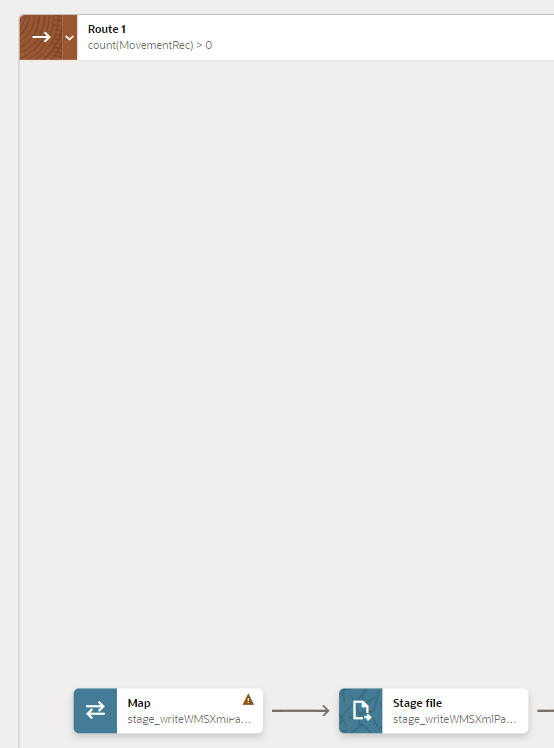 Route 1
count(MovementRec) > 0
Map
stage_writeWMSXmlPa...
Stage file
stage_writeWMSXmlPa...